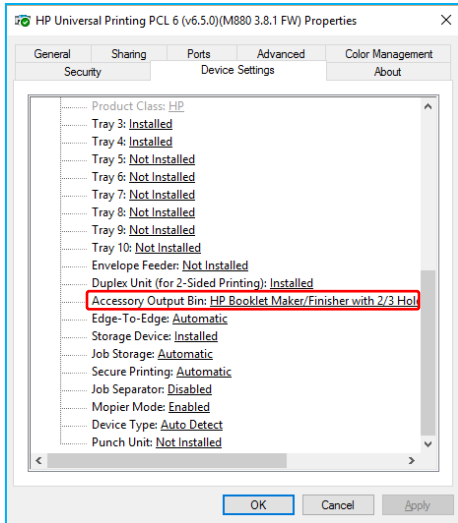 HP Universal Printing PCL 6 (v6.5.0)(M880 3.8.1 FW) Properties
General Sharing Ports Advanced Color Management
Security Device Settings About
Product Class: HP
Tray 3: Installed
Tray 4: Installed
Tray 5: Not Installed
Tray 6: Not Installed
Tray 7: Not Installed
Tray 8: Not Installed
Tray 9: Not Installed
Tray 10: Not Installed
Envelope Feeder: Not Installed
Duplex Unit (for 2-Sided Printing): Installed
Accessory Output Bin: HP Booklet Maker/Finisher with 2/3 Hole
Edge-To-Edge: Automatic
Storage Device: Installed
Job Storage: Automatic
Secure Printing: Automatic
Job Separator: Disabled
Mopier Mode: Enabled
Device Type: Auto Detect
Punch Unit: Not Installed
OK Cancel Apply